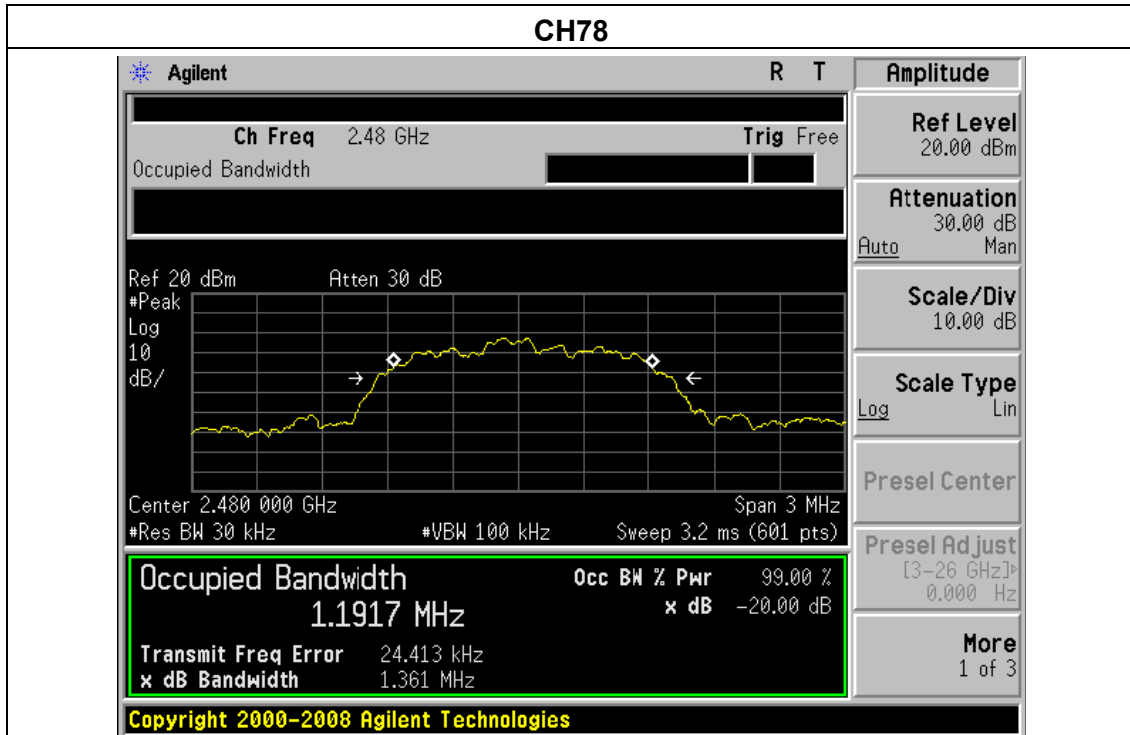 CH78
Agilent R T
Ch Freq 2.48 GHz Trig Free
Occupied Bandwidth
Ref 20 dBm Atten 30 dB
#Peak
Log
10
dB/
Center 2.480 000 GHz Span 3 MHz
#Res BW 30 kHz #VBW 100 kHz Sweep 3.2 ms (601 pts)
Occupied Bandwidth
1.1917 MHz
Occ BW % Pwr 99.00 %
x dB -20.00 dB
Transmit Freq Error 24.413 kHz
x dB Bandwidth 1.361 MHz
Copyright 2000-2008 Agilent Technologies
Amplitude
Ref Level
20.00 dBm
Attenuation
30.00 dB
Auto Man
Scale/Div
10.00 dB
Scale Type
Log Lin
Presel Center
Presel Adjust
[3-26 GHz]
0.000 Hz
More
1 of 3